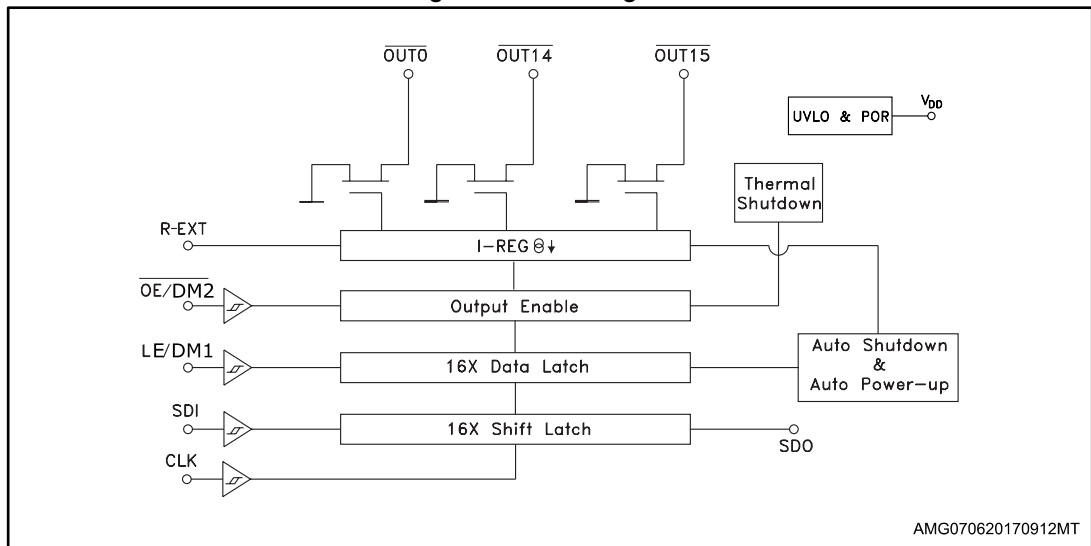 OUT0
OUT14
OUT15
UVLO & POR
VDD
Thermal
Shutdown
R-EXT
I-REG
OE/DM2
Output Enable
LE/DM1
16X Data Latch
Auto Shutdown
&
Auto Power-up
SDI
16X Shift Latch
SDO
CLK
AMG070620170912MT